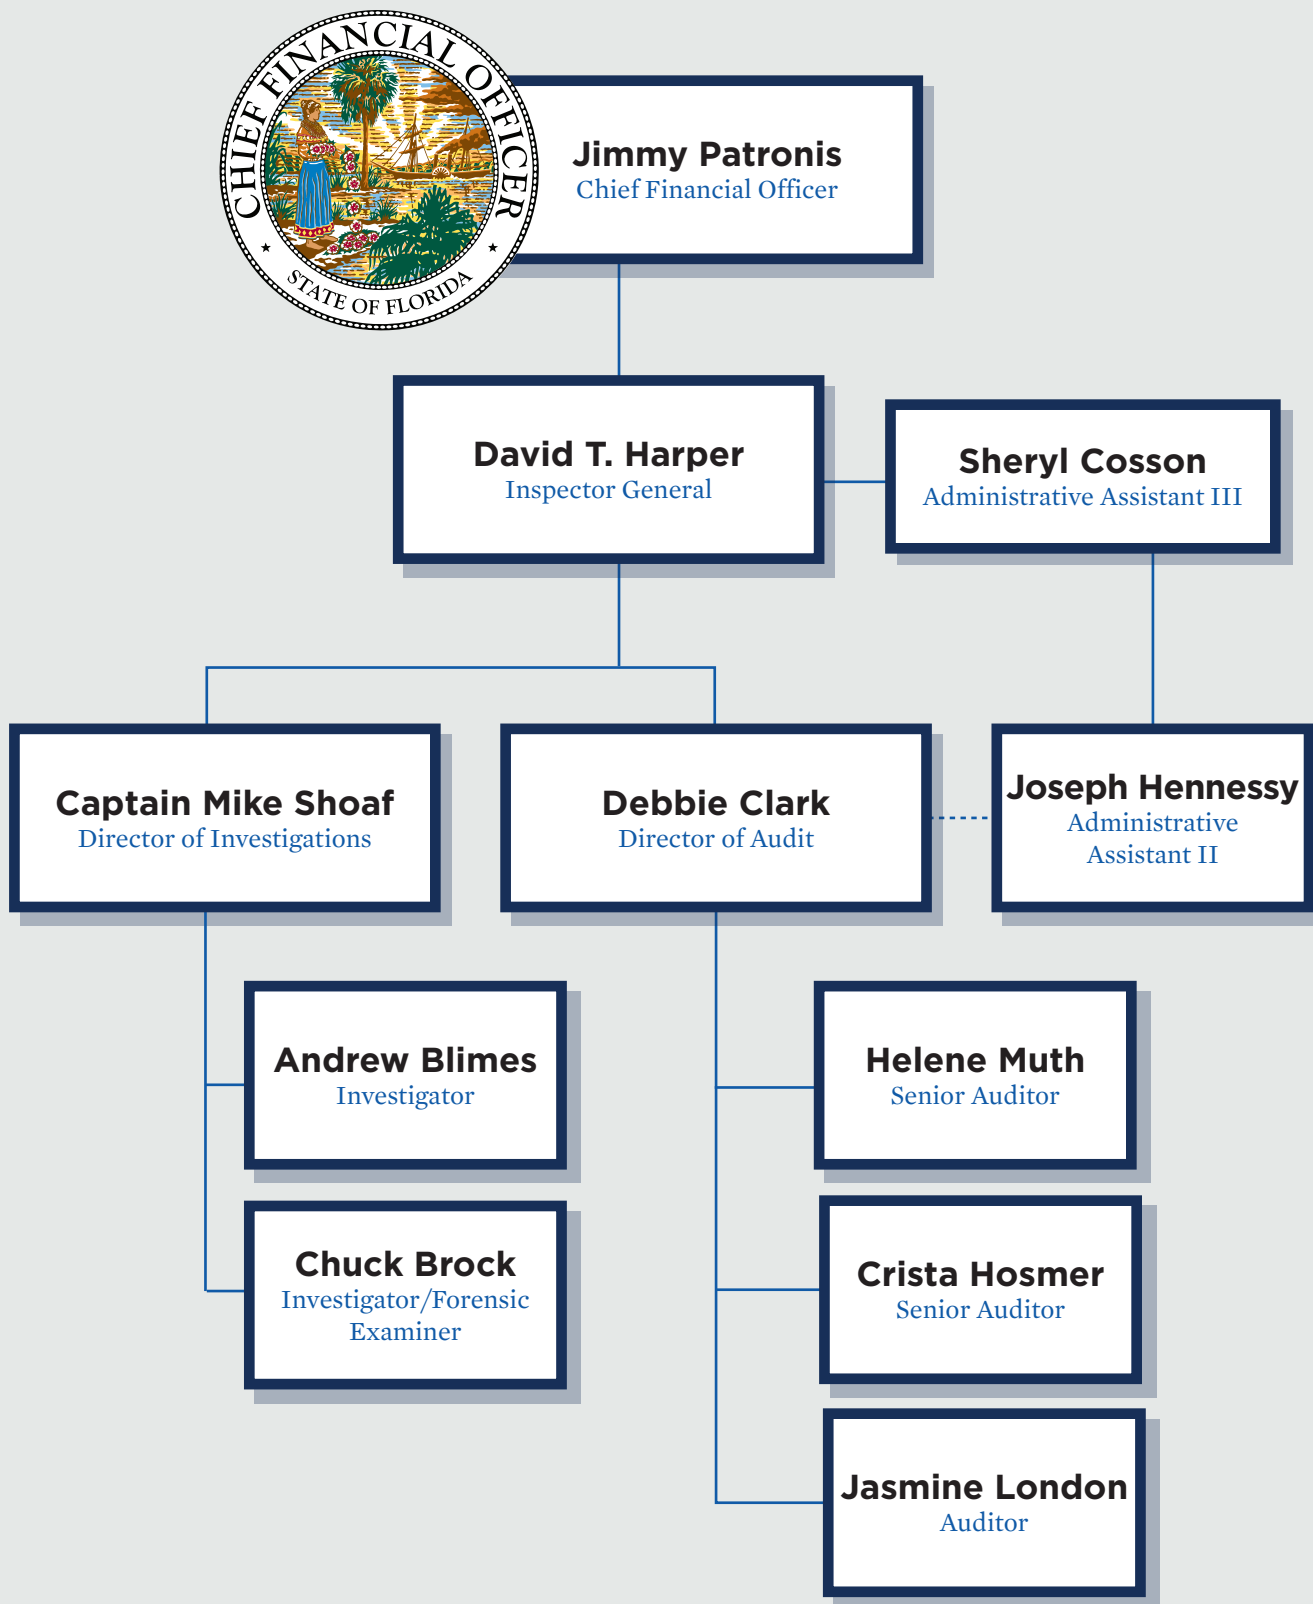 CHIEF FINANCIAL OFFICER
STATE OF FLORIDA
Jimmy Patronis
Chief Financial Officer
David T. Harper
Inspector General
Sheryl Cosson
Administrative Assistant III
Captain Mike Shoaf
Director of Investigations
Debbie Clark
Director of Audit
Joseph Hennessy
Administrative
Assistant II
Andrew Blimes
Investigator
Helene Muth
Senior Auditor
Chuck Brock
Investigator/Forensic
Examiner
Crista Hosmer
Senior Auditor
Jasmine London
Auditor